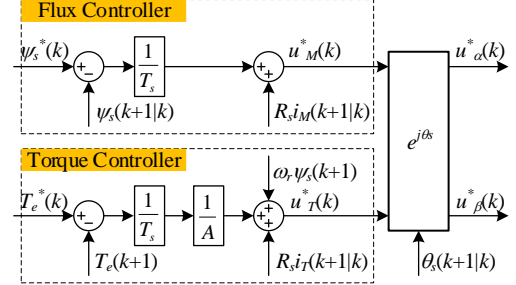 Flux Controller
ψs*(k)
+
−
1
Ts
+
+
u*M(k)
u*α(k)
ψs(k+1|k)
RsiM(k+1|k)
e^jθs
Torque Controller
ωrψs(k+1)
Te*(k)
+
−
1
Ts
1
A
+
+
+
u*T(k)
u*β(k)
Te(k+1)
RsiT(k+1|k)
θs(k+1|k)